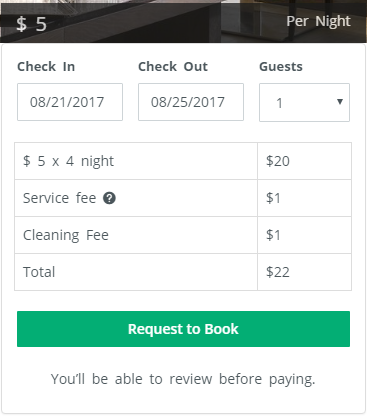 $ 5 Per Night
Check In Check Out Guests
08/21/2017 08/25/2017 1
$ 5 x 4 night $20
Service fee ? $1
Cleaning Fee $1
Total $22
Request to Book
You'll be able to review before paying.